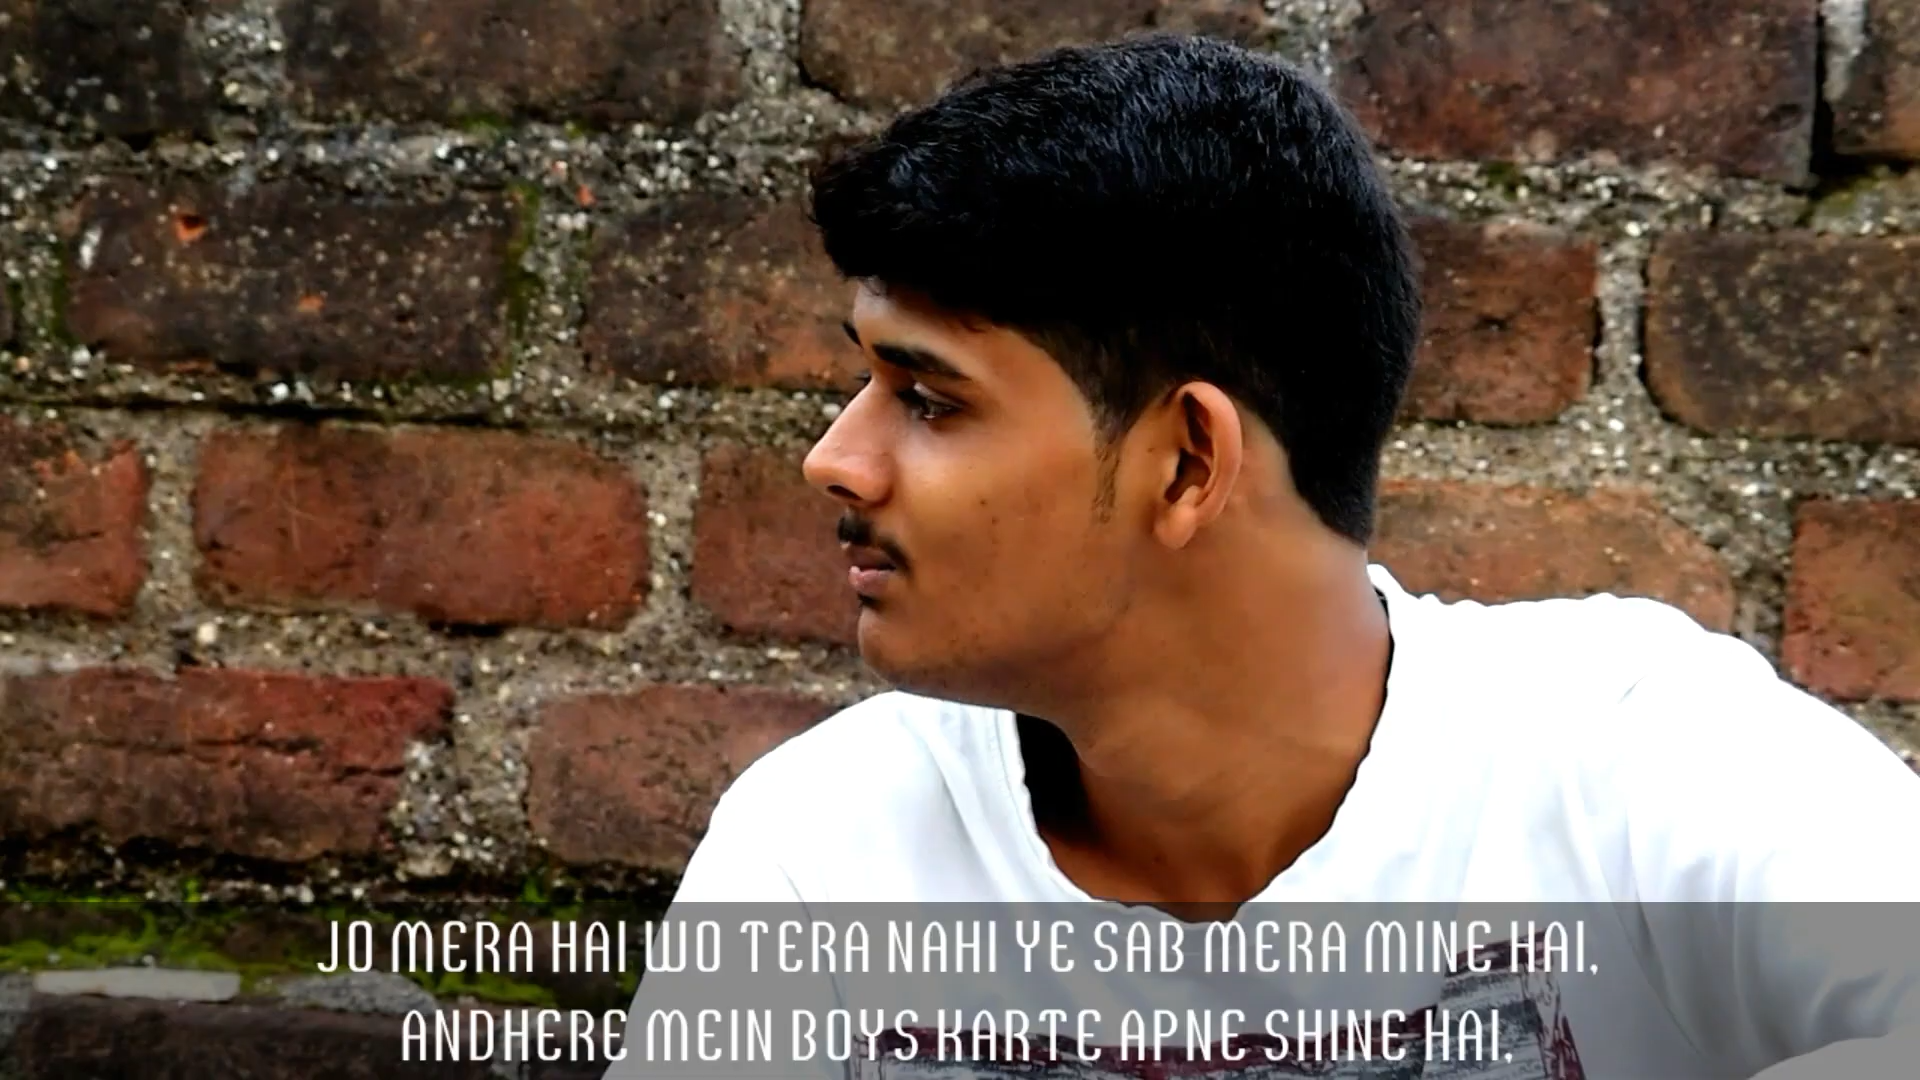 JO MERA HAI WO TERA NAHI YE SAB MERA MINE HAI,
ANDHERE MEIN BOYS KARTE APNE SHINE HAI,